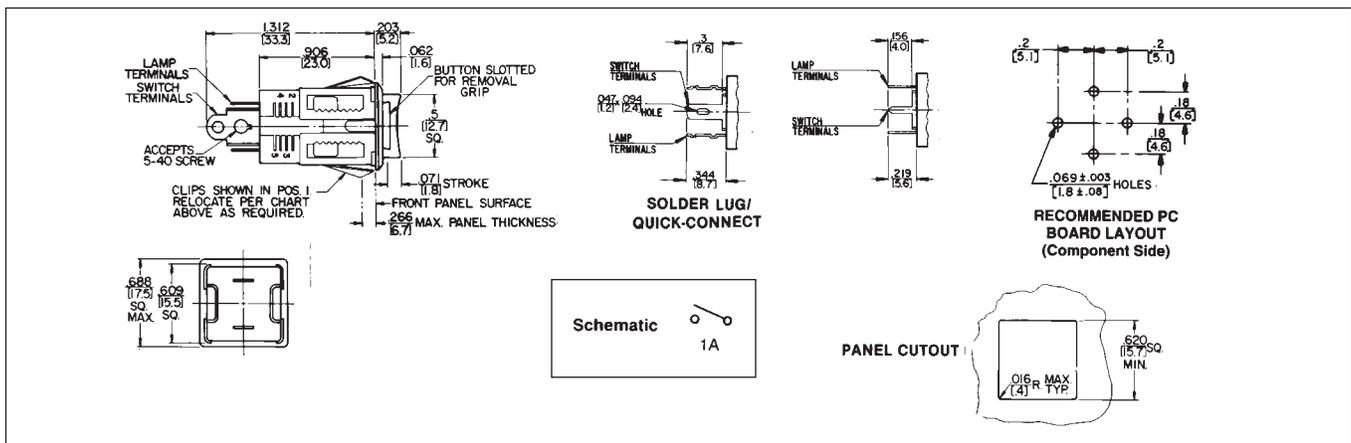 1.312
[33.3]
.203
[5.2]
.906
[23.0]
.062
[1.6]
LAMP
TERMINALS
SWITCH
TERMINALS
BUTTON SLOTTED
FOR REMOVAL
GRIP
2
4
.5
[12.7]
SQ.
ACCEPTS
5-40 SCREW
.071
[1.8]
STROKE
CLIPS SHOWN IN POS. 1.
RELOCATE PER CHART
ABOVE AS REQUIRED.
FRONT PANEL SURFACE
.266
[6.7]
MAX. PANEL THICKNESS
.3
[7.6]
SWITCH
TERMINALS
.047 x .094
[1.2] [2.4]
HOLE
LAMP
TERMINALS
.344
[8.7]
SOLDER LUG/
QUICK-CONNECT
.156
[4.0]
LAMP
TERMINALS
SWITCH
TERMINALS
.219
[5.6]
.2
[5.1]
.2
[5.1]
.18
[4.6]
.18
[4.6]
.069 ±.003
[1.8 ±.08]
HOLES
RECOMMENDED PC
BOARD LAYOUT
(Component Side)
.688
[17.5]
SQ.
MAX.
.609
[15.5]
SQ.
Schematic
1A
PANEL CUTOUT
.620
[15.7]
SQ.
MIN.
.016
[.4]
R. MAX.
TYP.